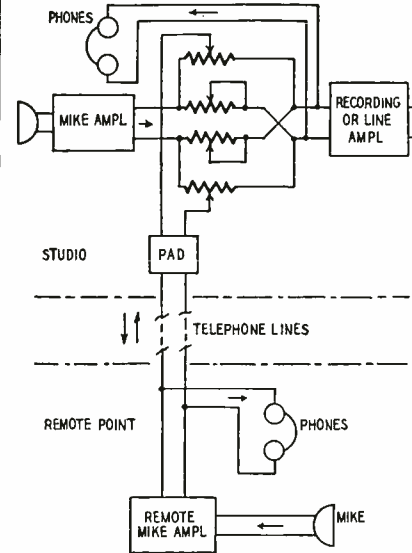 PHONES
MIKE AMPL
RECORDING
OR LINE
AMPL
STUDIO
PAD
TELEPHONE LINES
REMOTE POINT
PHONES
REMOTE
MIKE AMPL
MIKE